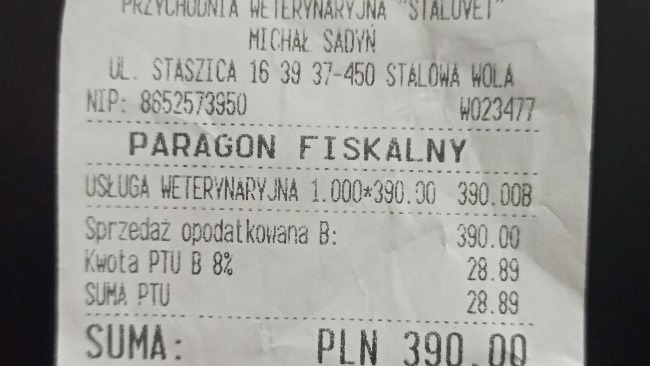 PRZYCHODNIA WETERYNARYJNA "STALOVET"
MICHAŁ SADYŃ
UL. STASZICA 16 39 37-450 STALOWA WOLA
NIP: 8652573950 W023477
PARAGON FISKALNY
USŁUGA WETERYNARYJNA 1.000*390.00 390.00B
Sprzedaż opodatkowana B: 390.00
Kwota PTU B 8% 28.89
SUMA PTU 28.89
SUMA: PLN 390.00